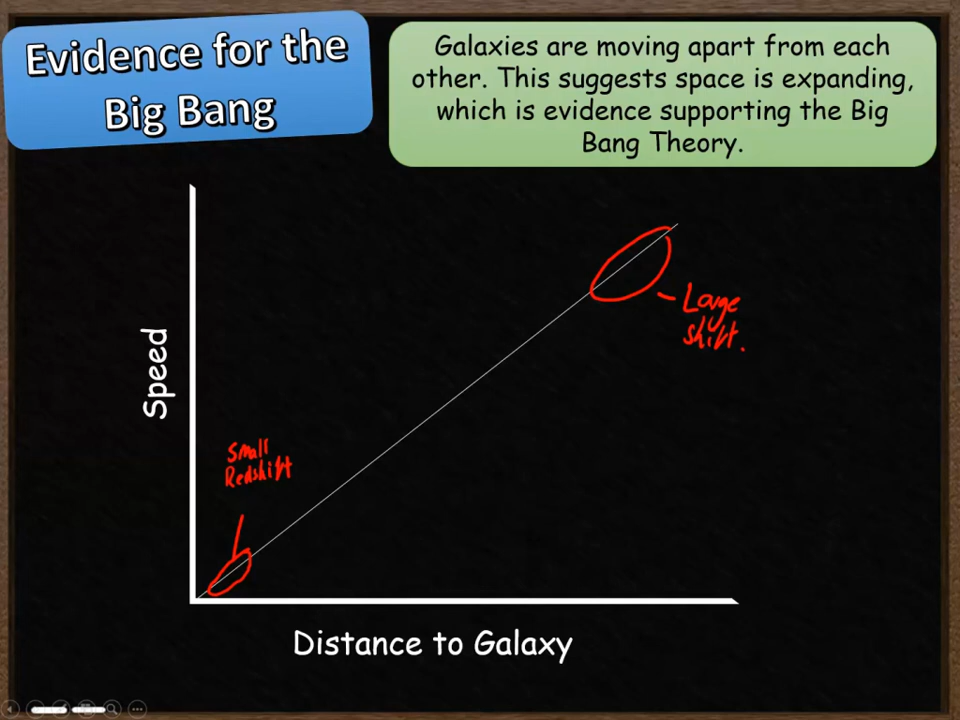 Evidence for the
Big Bang
Galaxies are moving apart from each
other. This suggests space is expanding,
which is evidence supporting the Big
Bang Theory.
Large
shift.
Speed
Small
Redshift
Distance to Galaxy